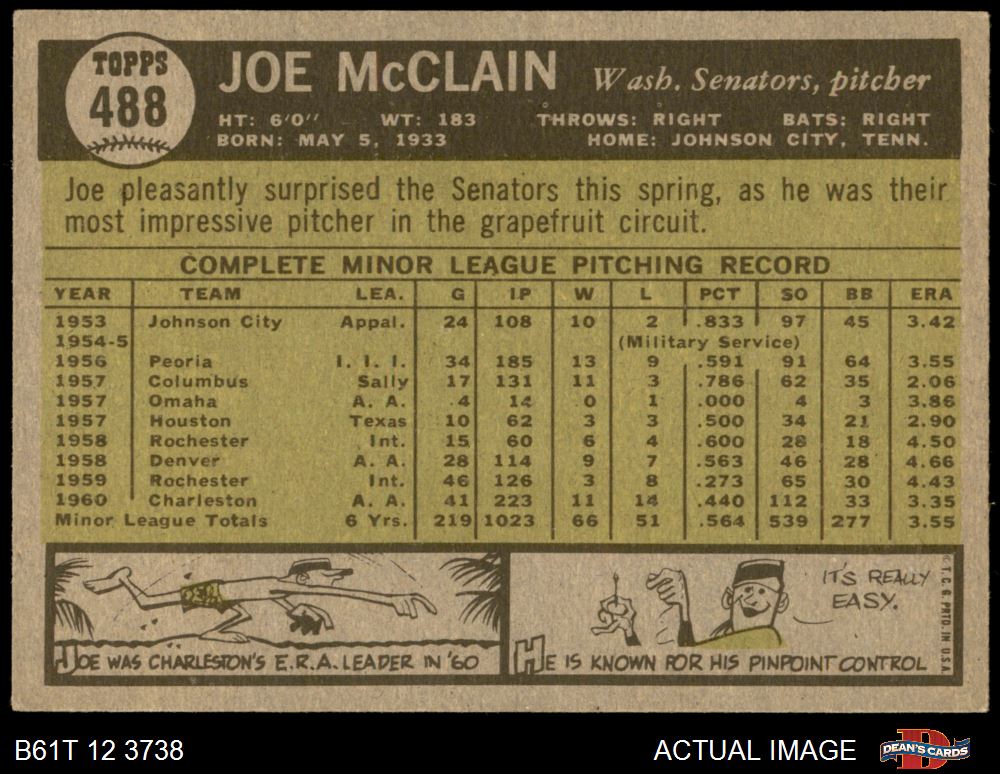 TOPPS
488
JOE McCLAIN Wash. Senators, pitcher
HT: 6'0'' WT: 183 THROWS: RIGHT BATS: RIGHT
BORN: MAY 5, 1933 HOME: JOHNSON CITY, TENN.
Joe pleasantly surprised the Senators this spring, as he was their
most impressive pitcher in the grapefruit circuit.
COMPLETE MINOR LEAGUE PITCHING RECORD
YEAR TEAM LEA. G IP W L PCT SO BB ERA
1953 Johnson City Appal. 24 108 10 2 .833 97 45 3.42
1954-5 (Military Service)
1956 Peoria I. I. I. 34 185 13 9 .591 91 64 3.55
1957 Columbus Sally 17 131 11 3 .786 62 35 2.06
1957 Omaha A. A. 4 14 0 1 .000 4 3 3.86
1957 Houston Texas 10 62 3 3 .500 34 21 2.90
1958 Rochester Int. 15 60 6 4 .600 28 18 4.50
1958 Denver A. A. 28 114 9 7 .563 46 28 4.66
1959 Rochester Int. 46 126 3 8 .273 65 30 4.43
1960 Charleston A. A. 41 223 11 14 .440 112 33 3.35
Minor League Totals 6 Yrs. 219 1023 66 51 .564 539 277 3.55
JOE WAS CHARLESTON'S E.R.A. LEADER IN '60
IT'S REALLY
EASY.
HE IS KNOWN FOR HIS PINPOINT CONTROL
© T. C. G. PRTD. IN U.S.A.
B61T 12 3738 ACTUAL IMAGE DEAN'S CARDS